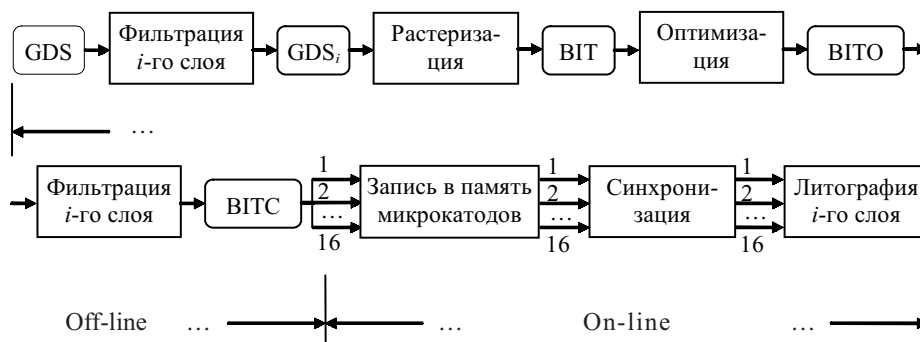 GDS
Фильтрация
i-го слоя
GDSi
Растериза-
ция
BIT
Оптимиза-
ция
BITO
...
Фильтрация
i-го слоя
BITC
1
2
...
16
Запись в память
микрокатодов
1
2
...
16
Синхрони-
зация
1
2
...
16
Литография
i-го слоя
Off-line ... ... On-line ...